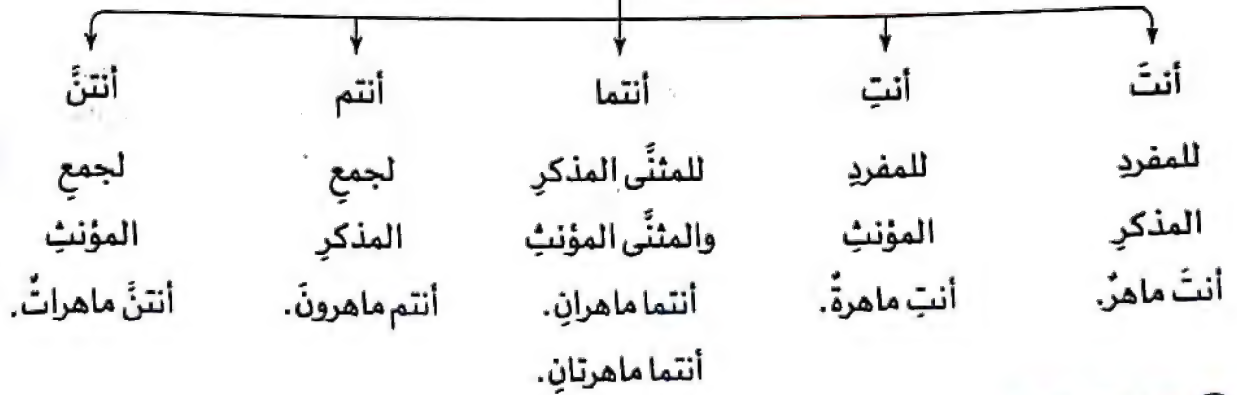 أنتَ أنتِ أنتما أنتم أنتنَّ
للمفردِ للمفردِ للمثنَّى المذكرِ لجمعِ لجمعِ
المذكرِ المؤنثِ والمثنَّى المؤنثِ المذكرِ المؤنثِ
أنتَ ماهرٌ. أنتِ ماهرةٌ. أنتما ماهرانِ. أنتم ماهرونَ. أنتنَّ ماهراتٌ.
أنتما ماهرتانِ.